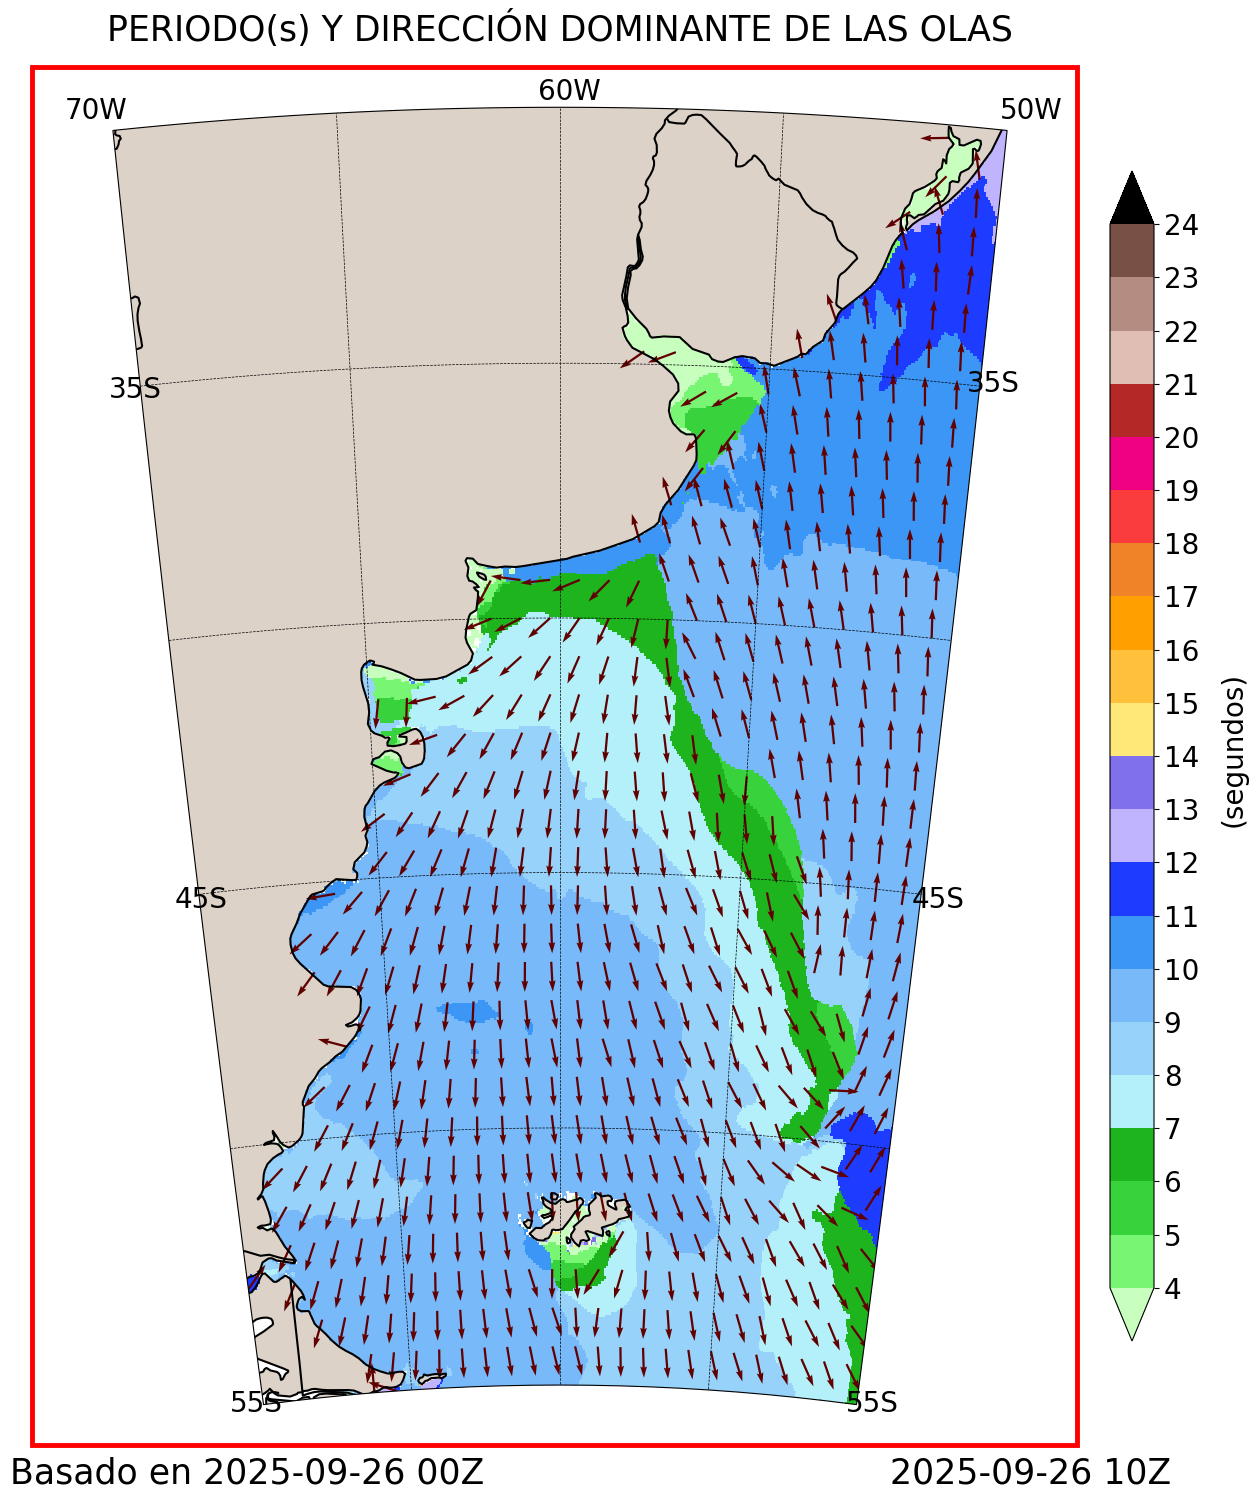 PERIODO(s) Y DIRECCIÓN DOMINANTE DE LAS OLAS
70W
60W
50W
35S
35S
45S
45S
55S
55S
24
23
22
21
20
19
18
17
16
15
14
13
12
11
10
9
8
7
6
5
4
(segundos)
Basado en 2025-09-26 00Z
2025-09-26 10Z